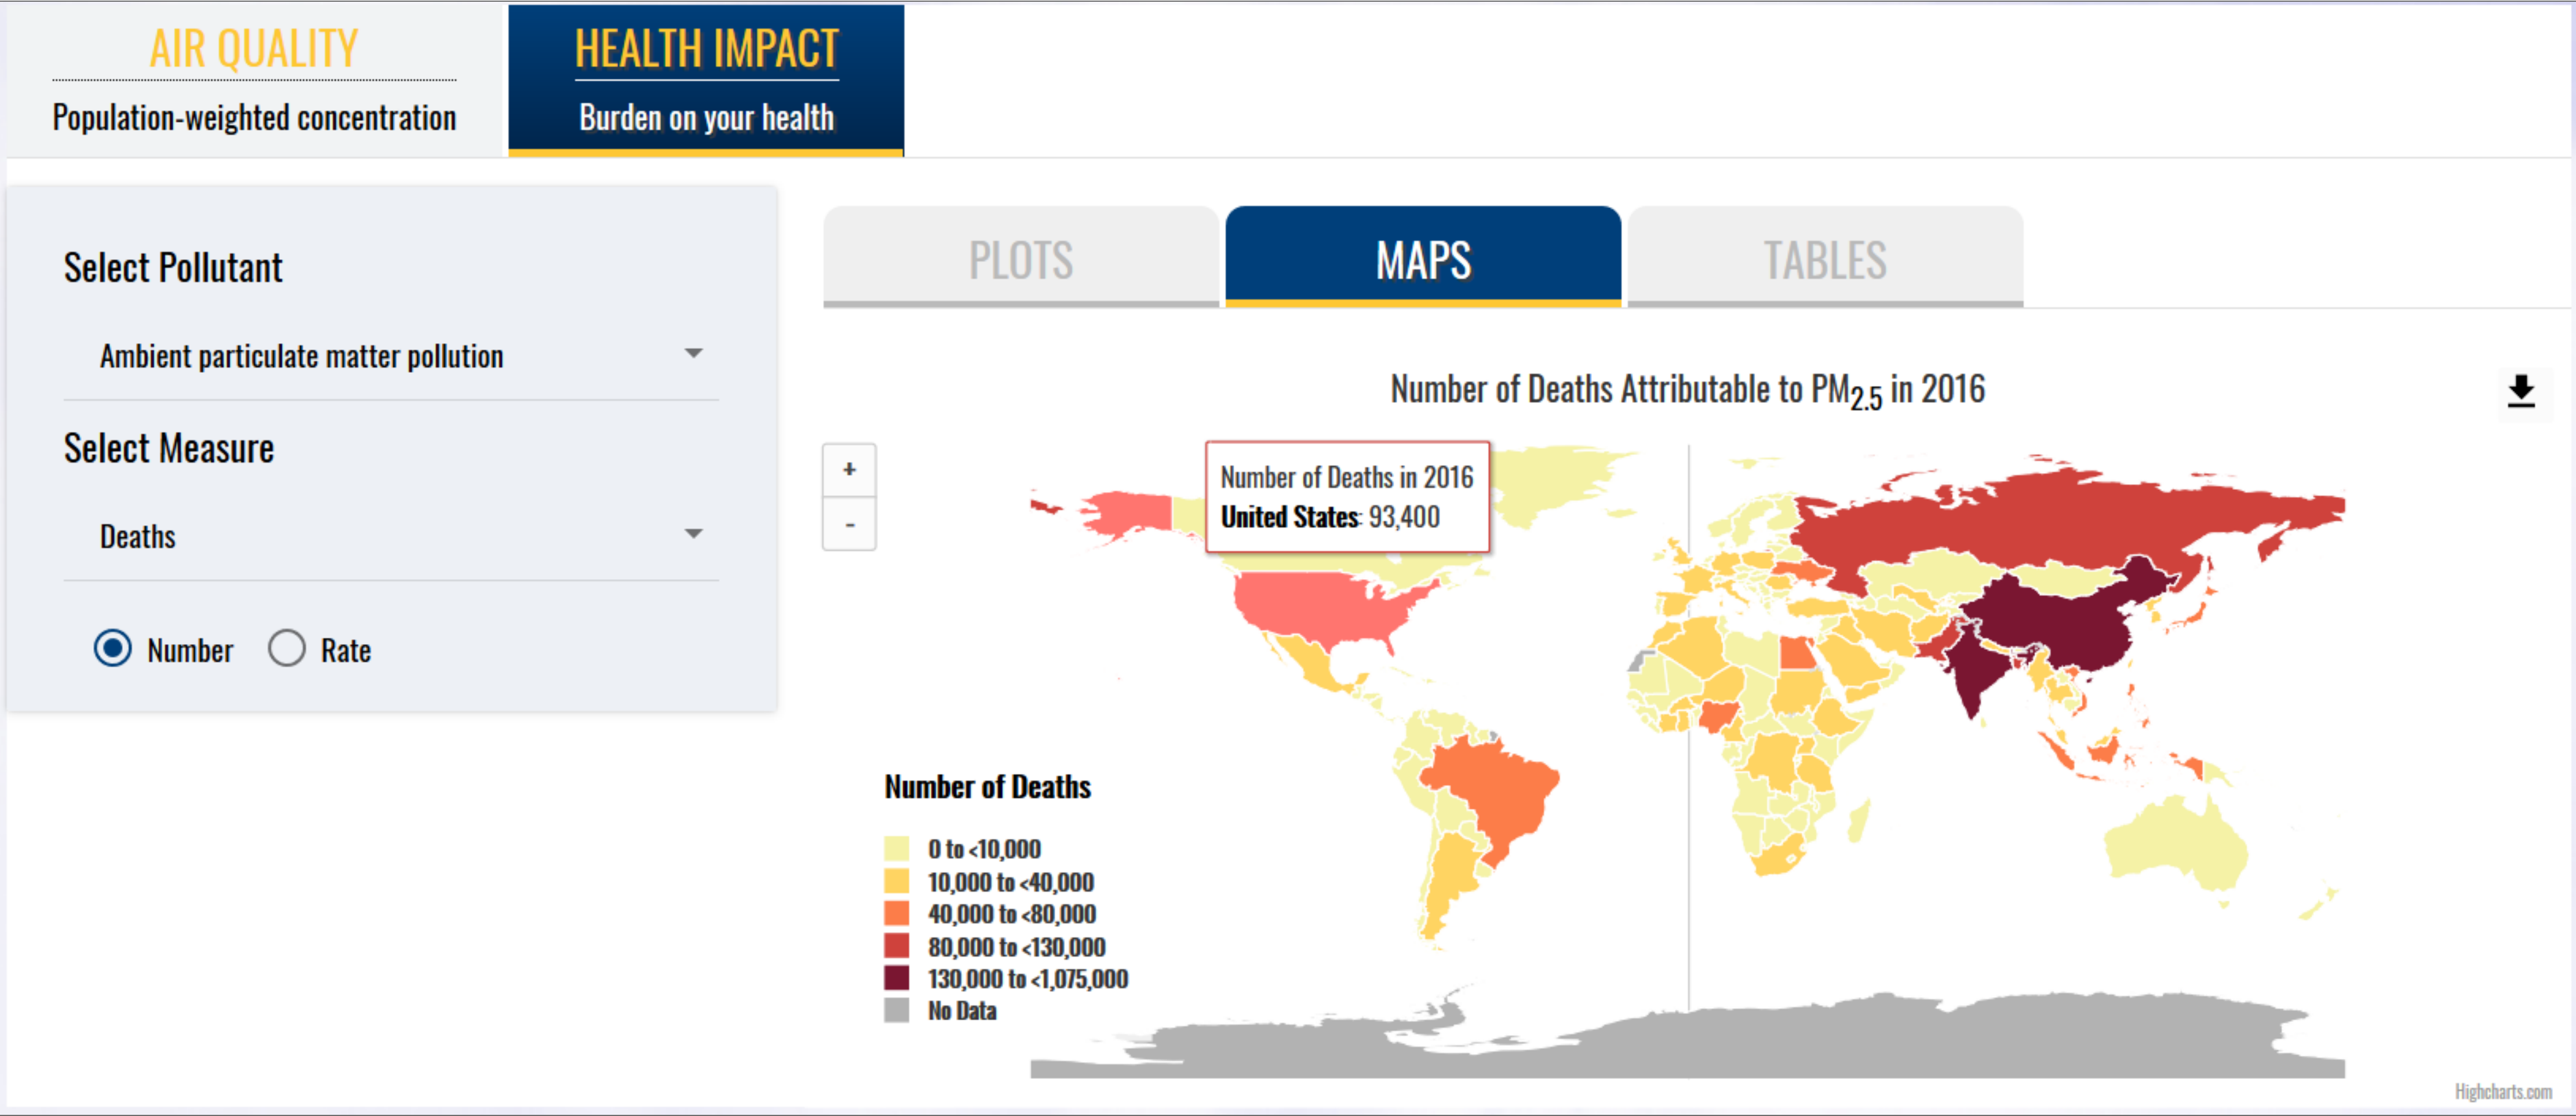 AIR QUALITY
Population-weighted concentration
HEALTH IMPACT
Burden on your health
Select Pollutant
Ambient particulate matter pollution
Select Measure
Deaths
Number
Rate
PLOTS
MAPS
TABLES
Number of Deaths Attributable to PM2.5 in 2016
+
-
Number of Deaths in 2016
United States: 93,400
Number of Deaths
0 to <10,000
10,000 to <40,000
40,000 to <80,000
80,000 to <130,000
130,000 to <1,075,000
No Data
Highcharts.com